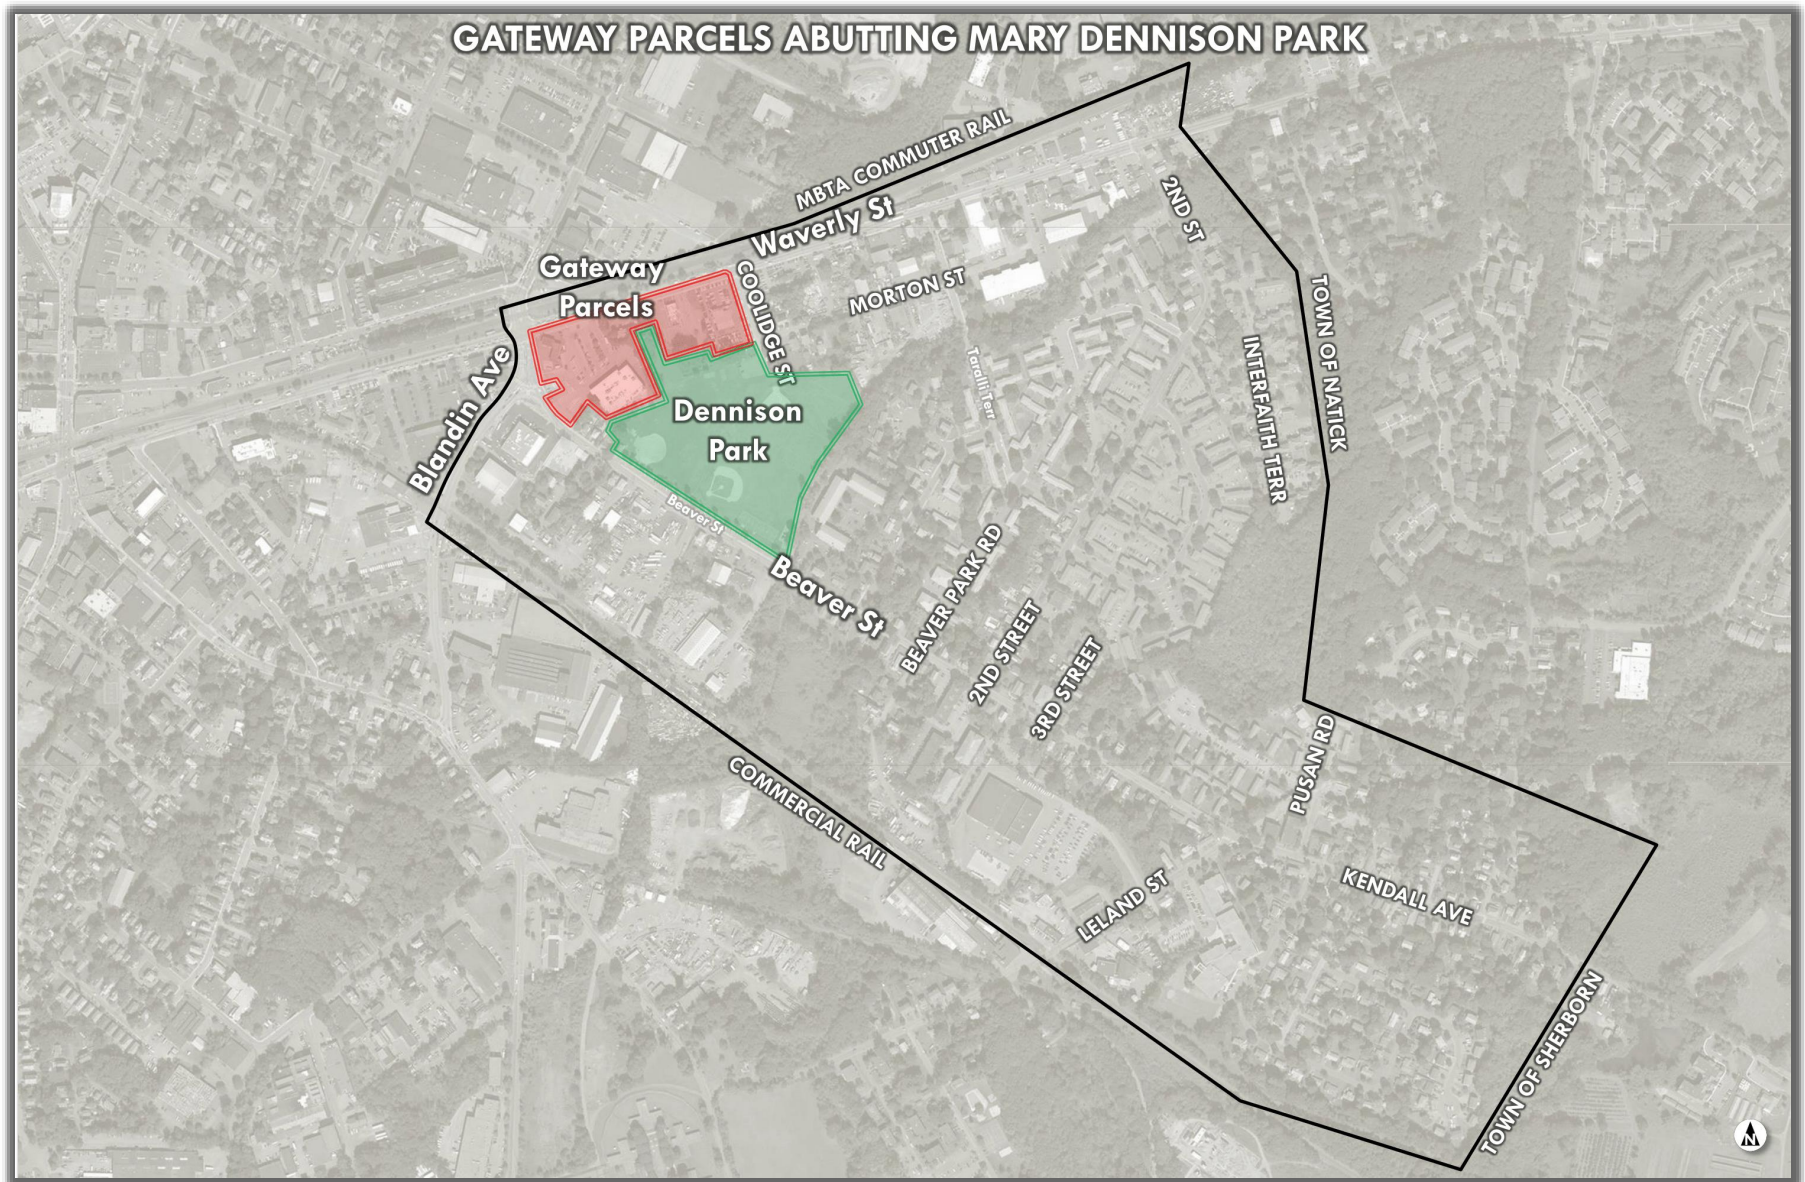 GATEWAY PARCELS ABUTTING MARY DENNISON PARK
MBTA COMMUTER RAIL
Waverly St
2ND ST
Gateway
Parcels
COOLIDGE ST
MORTON ST
TOWN OF NATICK
INTERFAITH TERR
Taralli Terr
Blandin Ave
Dennison
Park
Beaver St
Beaver St
BEAVER PARK RD
2ND STREET
3RD STREET
PUSAN RD
COMMERCIAL RAIL
LELAND ST
KENDALL AVE
TOWN OF SHERBORN
N